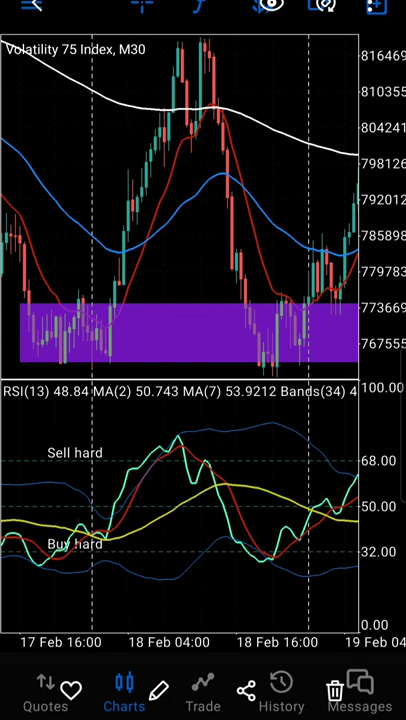 Volatility 75 Index, M30
816469
810355
804241
798126
792012
785898
779783
773669
767555
RSI(13) 48.84 MA(2) 50.743 MA(7) 53.9212 Bands(34) 4
100.00
Sell hard
68.00
50.00
Buy hard
32.00
0.00
17 Feb 16:00
18 Feb 04:00
18 Feb 16:00
19 Feb 04
Quotes
Charts
Trade
History
Messages